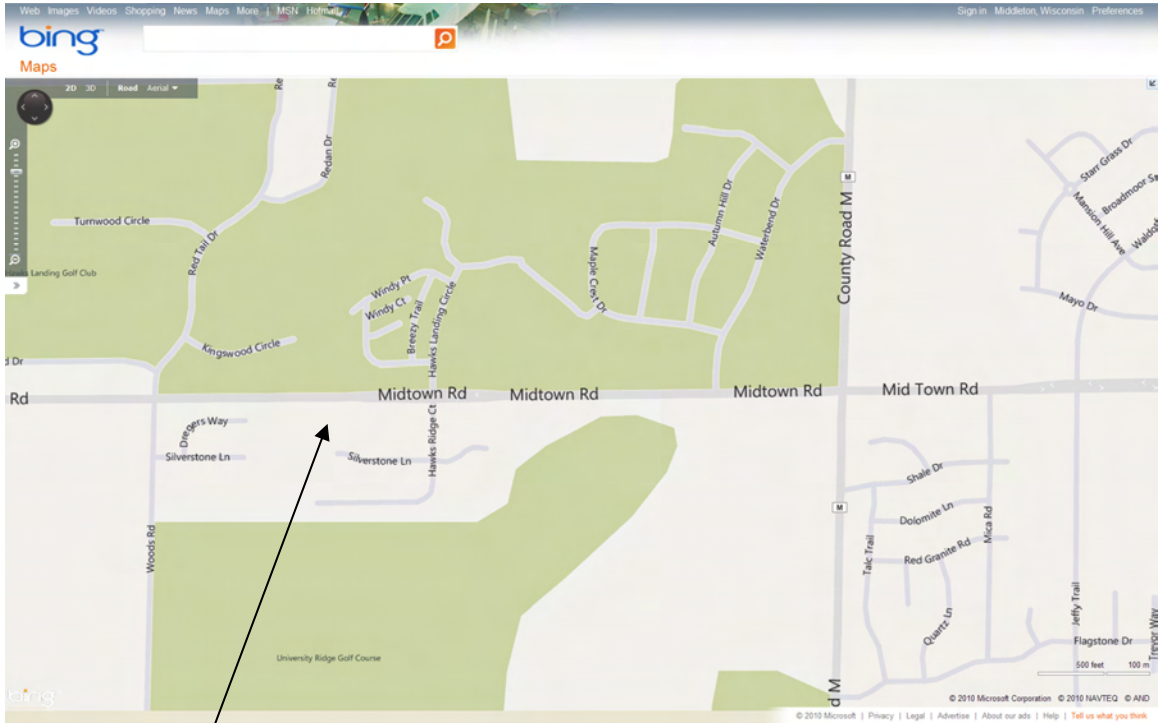 Web Images Videos Shopping News Maps More | MSN Hotmail
Sign in Middleton, Wisconsin Preferences
bing
Maps
2D 3D Road Aerial
Re
Re
Redan Dr
Turnwood Circle
Red Tail Dr
Hawks Landing Golf Club
Windy Pt
Windy Ct
Breezy Trail
Hawks Landing Circle
Kingswood Circle
d Dr
Maple Crest Dr
Autumn Hill Dr
Waterbend Dr
M
County Road M
Starr Grass Dr
Broadmoor
Mansion Hill Ave
Mayo Dr
Rd
Midtown Rd
Midtown Rd
Midtown Rd
Mid Town Rd
Dregers Way
Silverstone Ln
Silverstone Ln
Hawks Ridge Ct
Woods Rd
University Ridge Golf Course
M
Shale Dr
Dolomite Ln
Red Granite Rd
Mica Rd
Talc Trail
Quartz Ln
Jeffy Trail
Flagstone Dr
Trevor Way
d M
500 feet 100 m
bing
© 2010 Microsoft Corporation © 2010 NAVTEQ © AND
© 2010 Microsoft | Privacy | Legal | Advertise | About our ads | Help | Tell us what you think